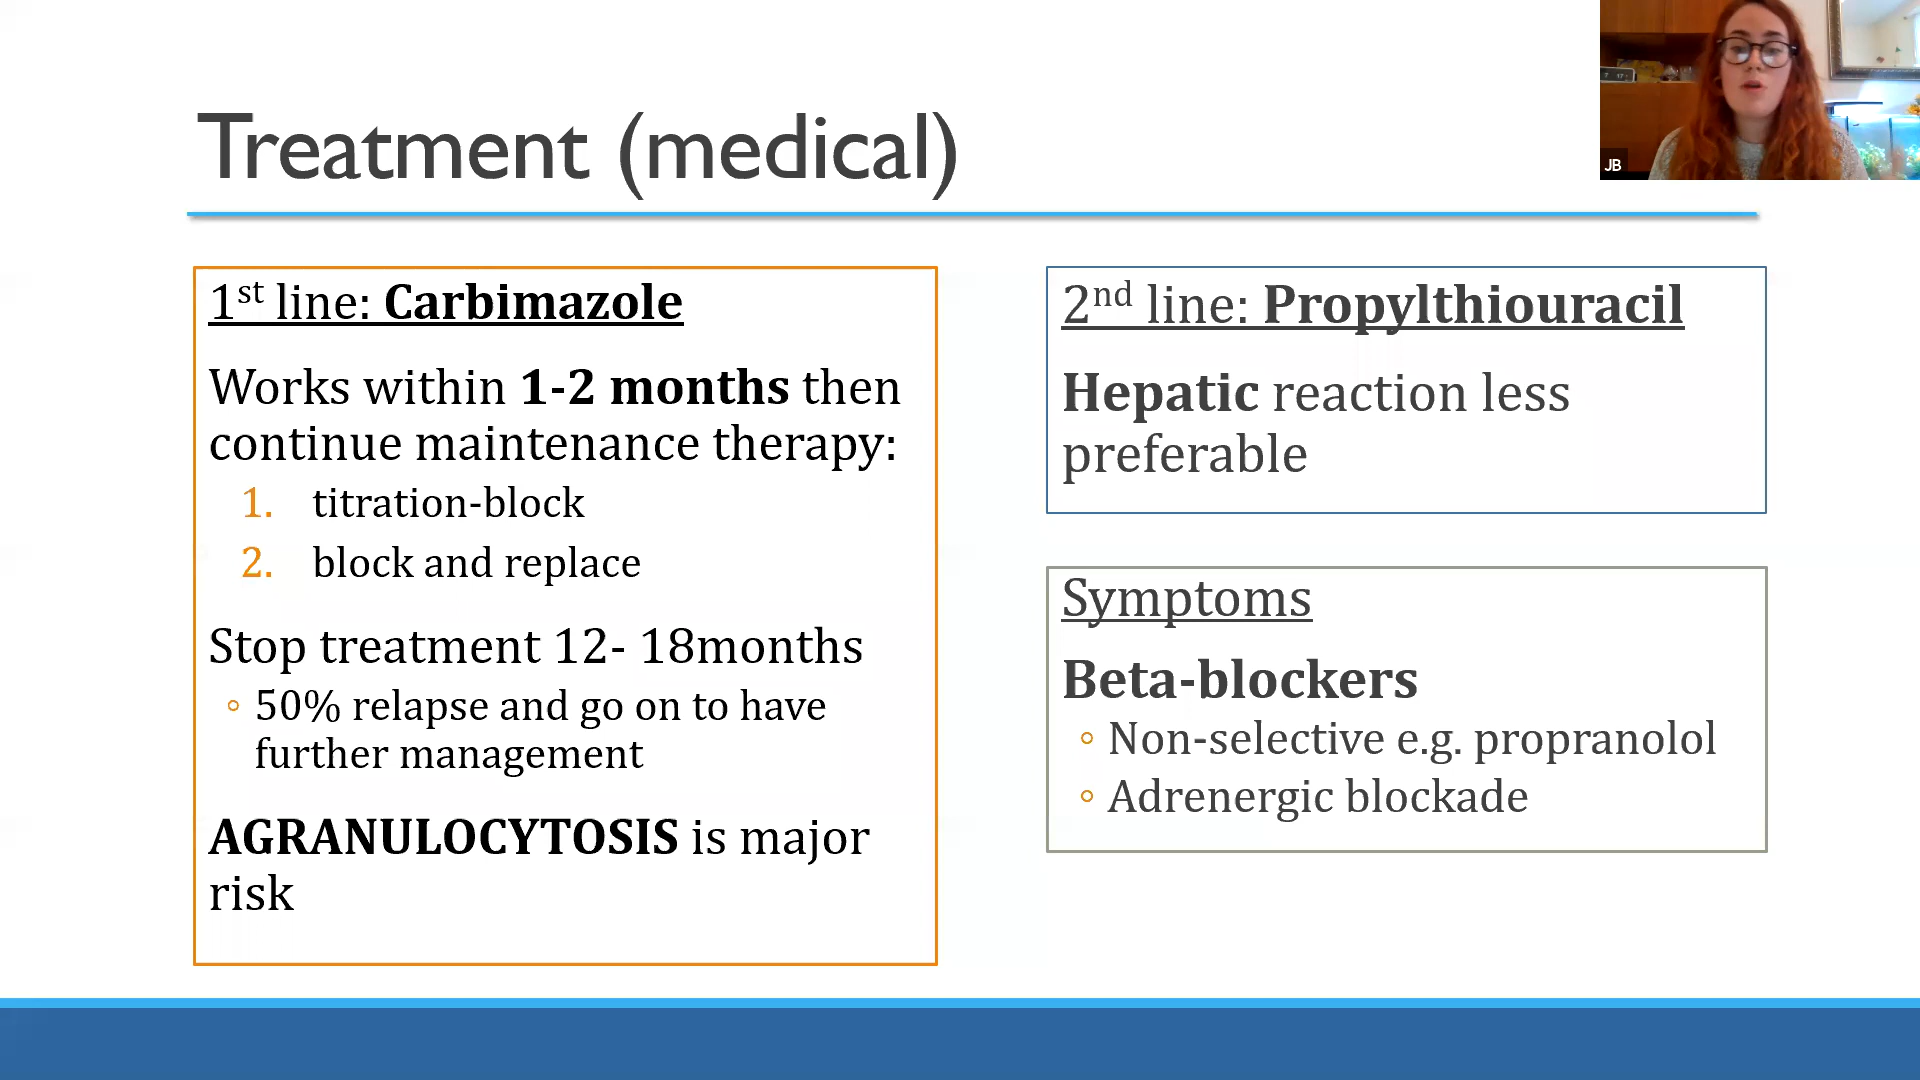 Treatment (medical)
JB
1st line: Carbimazole
Works within 1-2 months then
continue maintenance therapy:
1. titration-block
2. block and replace
Stop treatment 12- 18months
◦ 50% relapse and go on to have
further management
AGRANULOCYTOSIS is major
risk
2nd line: Propylthiouracil
Hepatic reaction less
preferable
Symptoms
Beta-blockers
◦ Non-selective e.g. propranolol
◦ Adrenergic blockade